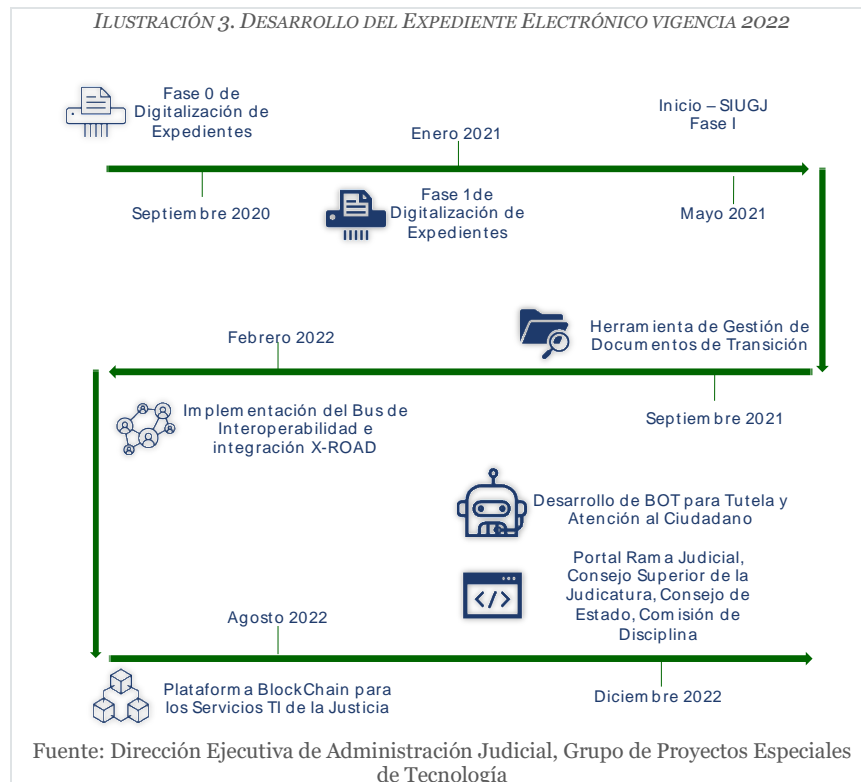 ILUSTRACIÓN 3. DESARROLLO DEL EXPEDIENTE ELECTRÓNICO VIGENCIA 2022
Fase 0 de
Digitalización de
Expedientes
Enero 2021
Inicio – SIUGJ
Fase I
Septiembre 2020
Fase 1 de
Digitalización de
Expedientes
Mayo 2021
Febrero 2022
Herramienta de Gestión de
Documentos de Transición
Implementación del Bus de
Interoperabilidad e
integración X-ROAD
Septiembre 2021
Desarrollo de BOT para Tutela y
Atención al Ciudadano
Portal Rama Judicial,
Consejo Superior de la
Judicatura, Consejo de
Estado, Comisión de
Disciplina
</>
Agosto 2022
Plataforma BlockChain para
los Servicios TI de la Justicia
Diciembre 2022
Fuente: Dirección Ejecutiva de Administración Judicial, Grupo de Proyectos Especiales
de Tecnología